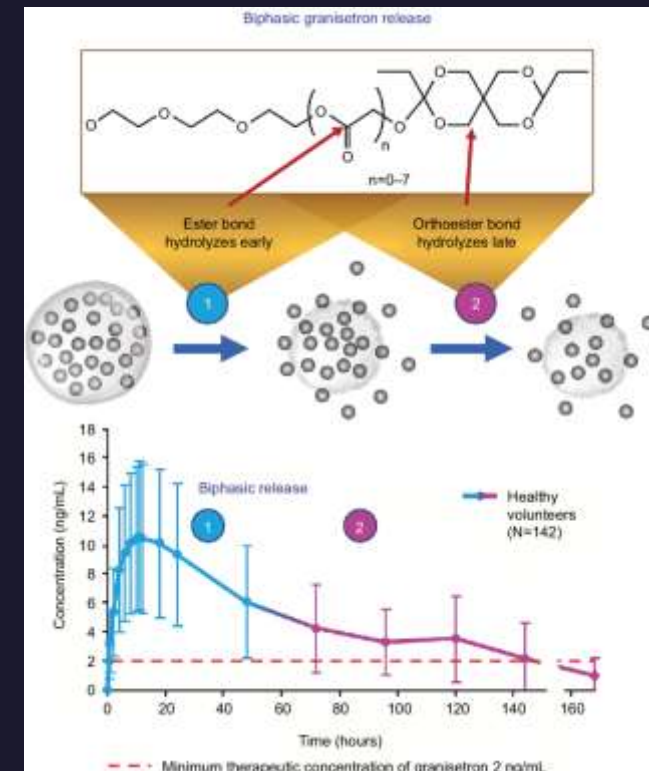 Biphasic granisetron release
O
O
O
O
O
n
O
O
O
O
O
n=0–7
Ester bond
hydrolyzes early
Orthoester bond
hydrolyzes late
1
2
18
16
14
12
10
8
6
4
2
0
Concentration (ng/mL)
Biphasic release
1
2
Healthy
volunteers
(N=142)
0
20
40
60
80
100
120
140
160
Time (hours)
Minimum therapeutic concentration of granisetron 2 ng/mL